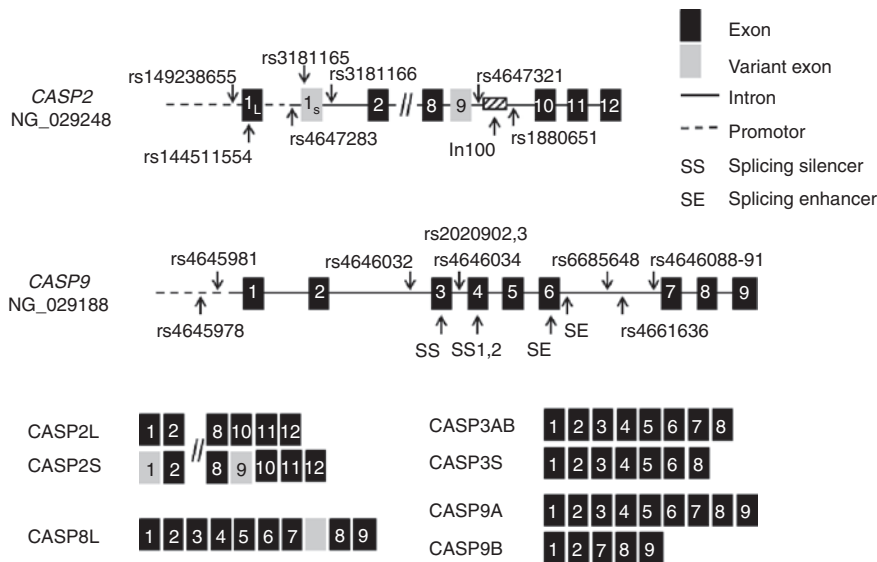 rs149238655
rs3181165
rs3181166
rs4647321
CASP2
NG_029248
1L
1s
2
//
8
9
10
11
12
rs144511554
rs4647283
In100
rs1880651
Exon
Variant exon
Intron
Promotor
SS Splicing silencer
SE Splicing enhancer
rs4645981
rs4646032
rs2020902,3
rs4646034
rs6685648
rs4646088-91
CASP9
NG_029188
1 2 3 4 5 6 7 8 9
rs4645978
SS
SS1,2
SE
SE
rs4661636
CASP2L 1 2 // 8 10 11 12
CASP2S 1 2 8 9 10 11 12
CASP8L 1 2 3 4 5 6 7 8 9
CASP3AB 1 2 3 4 5 6 7 8
CASP3S 1 2 3 4 5 6 8
CASP9A 1 2 3 4 5 6 7 8 9
CASP9B 1 2 7 8 9